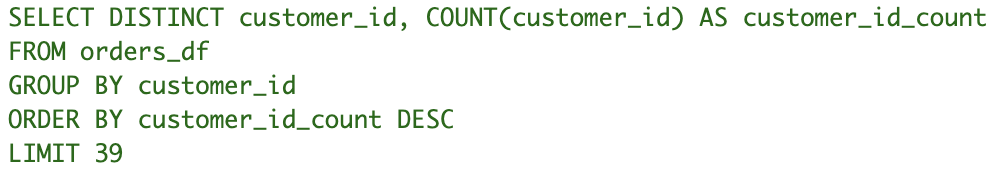 SELECT DISTINCT customer_id, COUNT(customer_id) AS customer_id_count
FROM orders_df
GROUP BY customer_id
ORDER BY customer_id_count DESC
LIMIT 39